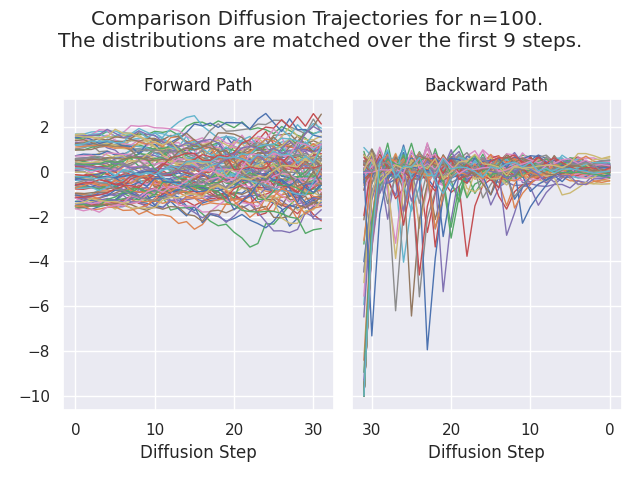 Comparison Diffusion Trajectories for n=100.
The distributions are matched over the first 9 steps.
Forward Path
Backward Path
2
0
−2
−4
−6
−8
−10
0
10
20
30
30
20
10
0
Diffusion Step
Diffusion Step